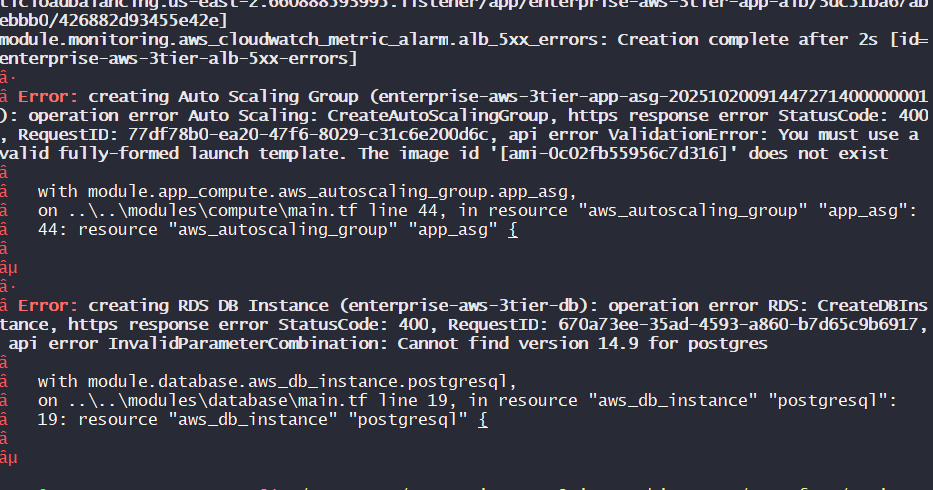 ticloadbalancing:us-east-2:660888595995:listener/app/enterprise-aws-3tier-app-alb/3dc51ba67ab
ebbb0/426882d93455e42e]
module.monitoring.aws_cloudwatch_metric_alarm.alb_5xx_errors: Creation complete after 2s [id=
enterprise-aws-3tier-alb-5xx-errors]
â·
â Error: creating Auto Scaling Group (enterprise-aws-3tier-app-asg-20251020091447271400000001
): operation error Auto Scaling: CreateAutoScalingGroup, https response error StatusCode: 400
, RequestID: 77df78b0-ea20-47f6-8029-c31c6e200d6c, api error ValidationError: You must use a
valid fully-formed launch template. The image id '[ami-0c02fb55956c7d316]' does not exist
â
â with module.app_compute.aws_autoscaling_group.app_asg,
â on ..\..\modules\compute\main.tf line 44, in resource "aws_autoscaling_group" "app_asg":
â 44: resource "aws_autoscaling_group" "app_asg" {
â
âµ
â·
â Error: creating RDS DB Instance (enterprise-aws-3tier-db): operation error RDS: CreateDBIns
tance, https response error StatusCode: 400, RequestID: 670a73ee-35ad-4593-a860-b7d65c9b6917,
api error InvalidParameterCombination: Cannot find version 14.9 for postgres
â
â with module.database.aws_db_instance.postgresql,
â on ..\..\modules\database\main.tf line 19, in resource "aws_db_instance" "postgresql":
â 19: resource "aws_db_instance" "postgresql" {
â
âµ